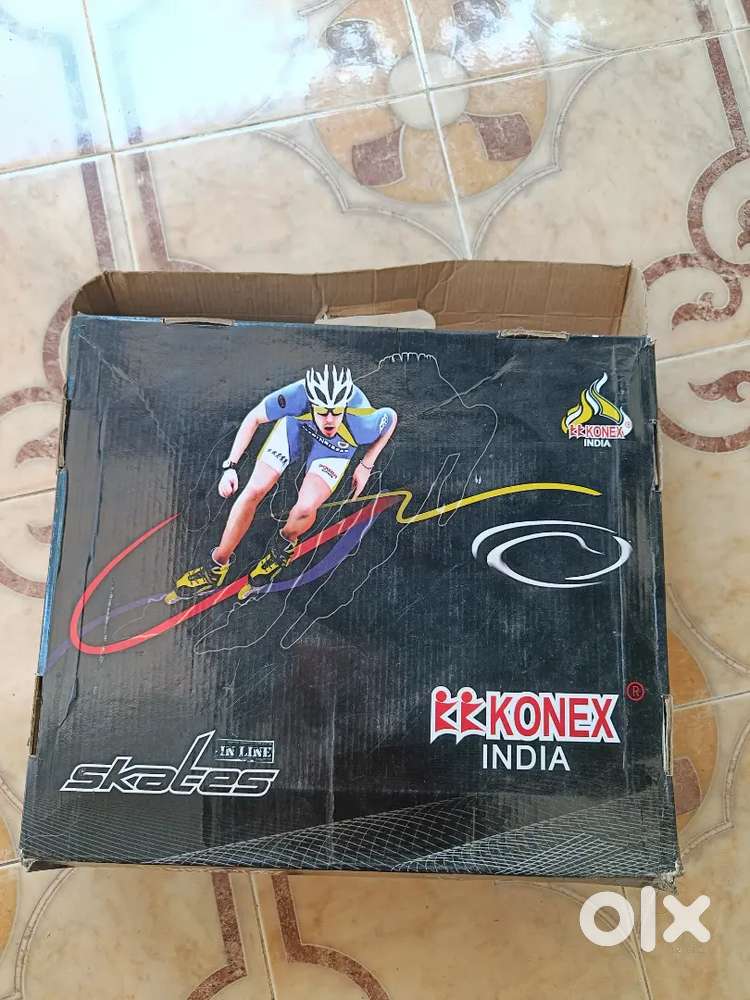 KONEX®
INDIA
KONEX®
INDIA
IN LINE
skates
olx